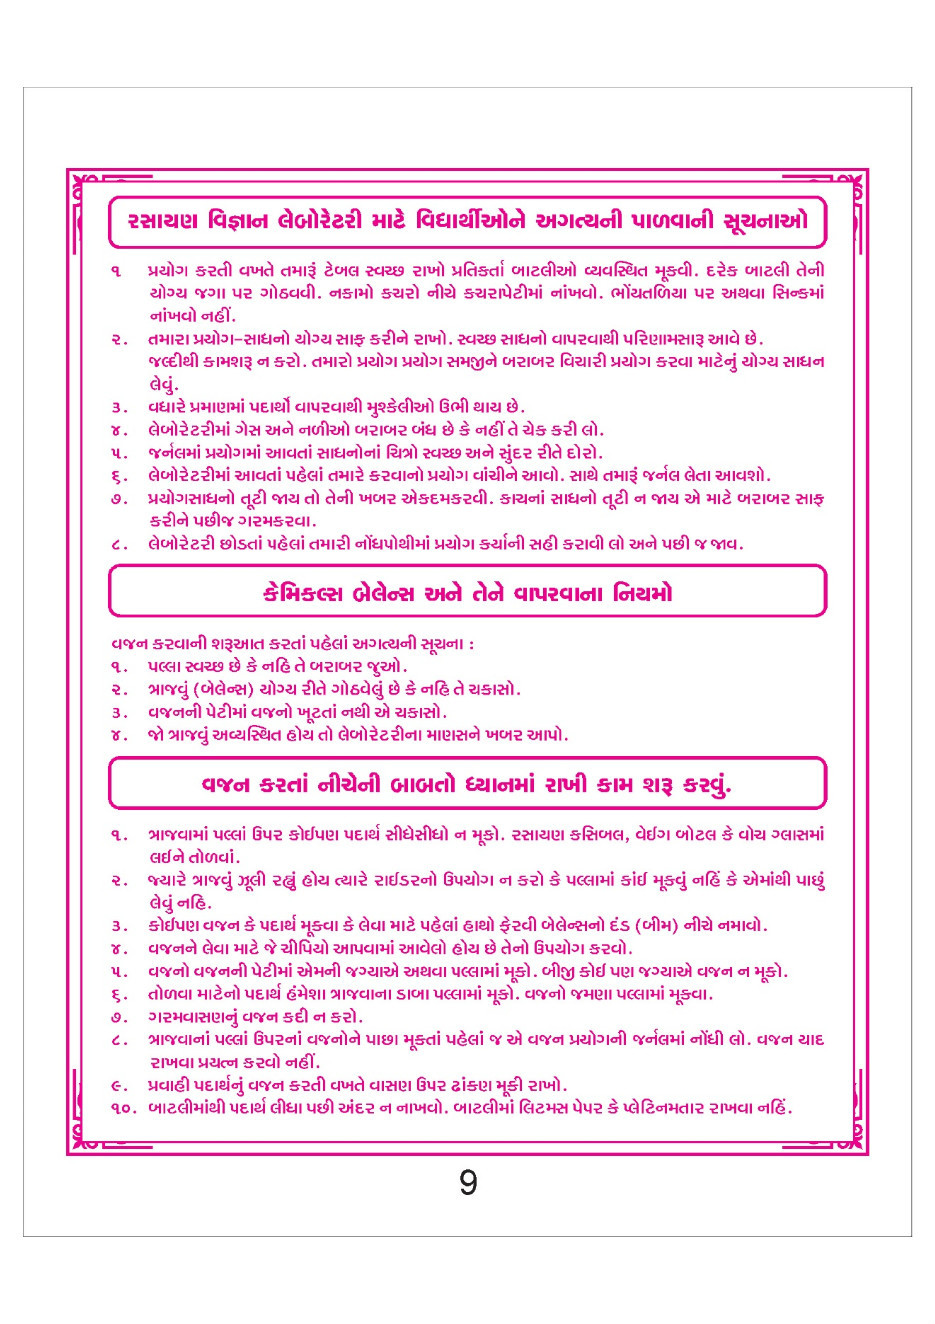 રસાયણ વિજ્ઞાન લેબોરેટરી માટે વિદ્યાર્થીઓને અગત્યની પાળવાની સૂચનાઓ
૧ પ્રયોગ કરતી વખતે તમારૂં ટેબલ સ્વચ્છ રાખો પ્રતિકર્તા બાટલીઓ વ્યવસ્થિત મૂકવી. દરેક બાટલી તેની
યોગ્ય જગા પર ગોઠવવી. નકામો કચરો નીચે કચરાપેટીમાં નાંખવો. ભોંયતળિયા પર અથવા સિન્કમાં
નાંખવો નહીં.
૨. તમારા પ્રયોગ-સાધનો યોગ્ય સાફ કરીને રાખો. સ્વચ્છ સાધનો વાપરવાથી પરિણામસારૂ આવે છે.
જલ્દીથી કામશરૂ ન કરો. તમારો પ્રયોગ પ્રયોગ સમજીને બરાબર વિચારી પ્રયોગ કરવા માટેનું યોગ્ય સાધન
લેવું.
૩. વધારે પ્રમાણમાં પદાર્થો વાપરવાથી મુશ્કેલીઓ ઉભી થાય છે.
૪. લેબોરેટરીમાં ગેસ અને નળીઓ બરાબર બંધ છે કે નહીં તે ચેક કરી લો.
૫. જર્નલમાં પ્રયોગમાં આવતાં સાધનોનાં ચિત્રો સ્વચ્છ અને સુંદર રીતે દોરો.
૬. લેબોરેટરીમાં આવતાં પહેલાં તમારે કરવાનો પ્રયોગ વાંચીને આવો. સાથે તમારૂં જર્નલ લેતા આવશો.
૭. પ્રયોગસાધનો તૂટી જાય તો તેની ખબર એકદમકરવી. કાચનાં સાધનો તૂટી ન જાય એ માટે બરાબર સાફ
કરીને પછીજ ગરમકરવા.
૮. લેબોરેટરી છોડતાં પહેલાં તમારી નોંધપોથીમાં પ્રયોગ કર્યાની સહી કરાવી લો અને પછી જ જાવ.
કેમિકલ્સ બેલેન્સ અને તેને વાપરવાના નિયમો
વજન કરવાની શરૂઆત કરતાં પહેલાં અગત્યની સૂચના :
૧. પલ્લા સ્વચ્છ છે કે નહિ તે બરાબર જુઓ.
૨. ત્રાજવું (બેલેન્સ) યોગ્ય રીતે ગોઠવેલું છે કે નહિ તે ચકાસો.
૩. વજનની પેટીમાં વજનો ખૂટતાં નથી એ ચકાસો.
૪. જો ત્રાજવું અવ્યસ્થિત હોય તો લેબોરેટરીના માણસને ખબર આપો.
વજન કરતાં નીચેની બાબતો ધ્યાનમાં રાખી કામ શરૂ કરવું.
૧. ત્રાજવામાં પલ્લાં ઉપર કોઈપણ પદાર્થ સીધેસીધો ન મૂકો. રસાયણ ક્રસિબલ, વેઈગ બોટલ કે વોચ ગ્લાસમાં
લઈને તોળવાં.
૨. જ્યારે ત્રાજવું ઝૂલી રહ્યું હોય ત્યારે રાઈડરનો ઉપયોગ ન કરો કે પલ્લામાં કાંઈ મૂકવું નહિં કે એમાંથી પાછું
લેવું નહિ.
૩. કોઈપણ વજન કે પદાર્થ મૂકવા કે લેવા માટે પહેલાં હાથો ફેરવી બેલેન્સનો દંડ (બીમ) નીચે નમાવો.
૪. વજનને લેવા માટે જે ચીપિયો આપવામાં આવેલો હોય છે તેનો ઉપયોગ કરવો.
૫. વજનો વજનની પેટીમાં એમની જગ્યાએ અથવા પલ્લામાં મૂકો. બીજી કોઈ પણ જગ્યાએ વજન ન મૂકો.
૬. તોળવા માટેનો પદાર્થ હંમેશા ત્રાજવાના ડાબા પલ્લામાં મૂકો. વજનો જમણા પલ્લામાં મૂકવા.
૭. ગરમવાસણનું વજન કદી ન કરો.
૮. ત્રાજવાનાં પલ્લાં ઉપરનાં વજનોને પાછા મૂકતાં પહેલાં જ એ વજન પ્રયોગની જર્નલમાં નોંધી લો. વજન યાદ
રાખવા પ્રયત્ન કરવો નહીં.
૯. પ્રવાહી પદાર્થનું વજન કરતી વખતે વાસણ ઉપર ઢાંકણ મૂકી રાખો.
૧૦. બાટલીમાંથી પદાર્થ લીધા પછી અંદર ન નાખવો. બાટલીમાં લિટમસ પેપર કે પ્લેટિનમતાર રાખવા નહિં.
9